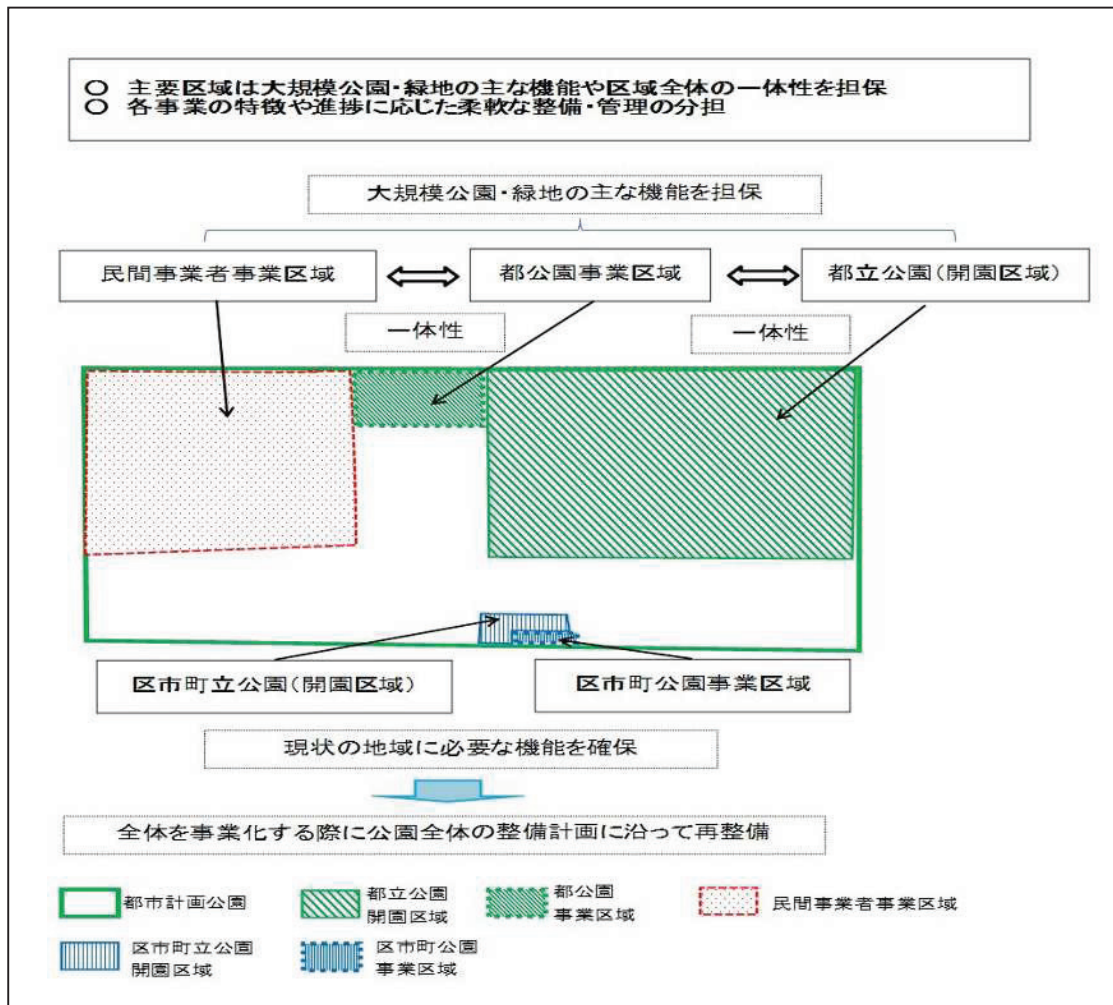 ○ 主要区域は大規模公園・緑地の主な機能や区域全体の一体性を担保
○ 各事業の特徴や進捗に応じた柔軟な整備・管理の分担
大規模公園・緑地の主な機能を担保
民間事業者事業区域
都公園事業区域
都立公園(開園区域)
一体性
一体性
区市町立公園(開園区域)
区市町公園事業区域
現状の地域に必要な機能を確保
全体を事業化する際に公園全体の整備計画に沿って再整備
都市計画公園
都立公園
開園区域
都公園
事業区域
民間事業者事業区域
区市町立公園
開園区域
区市町公園
事業区域